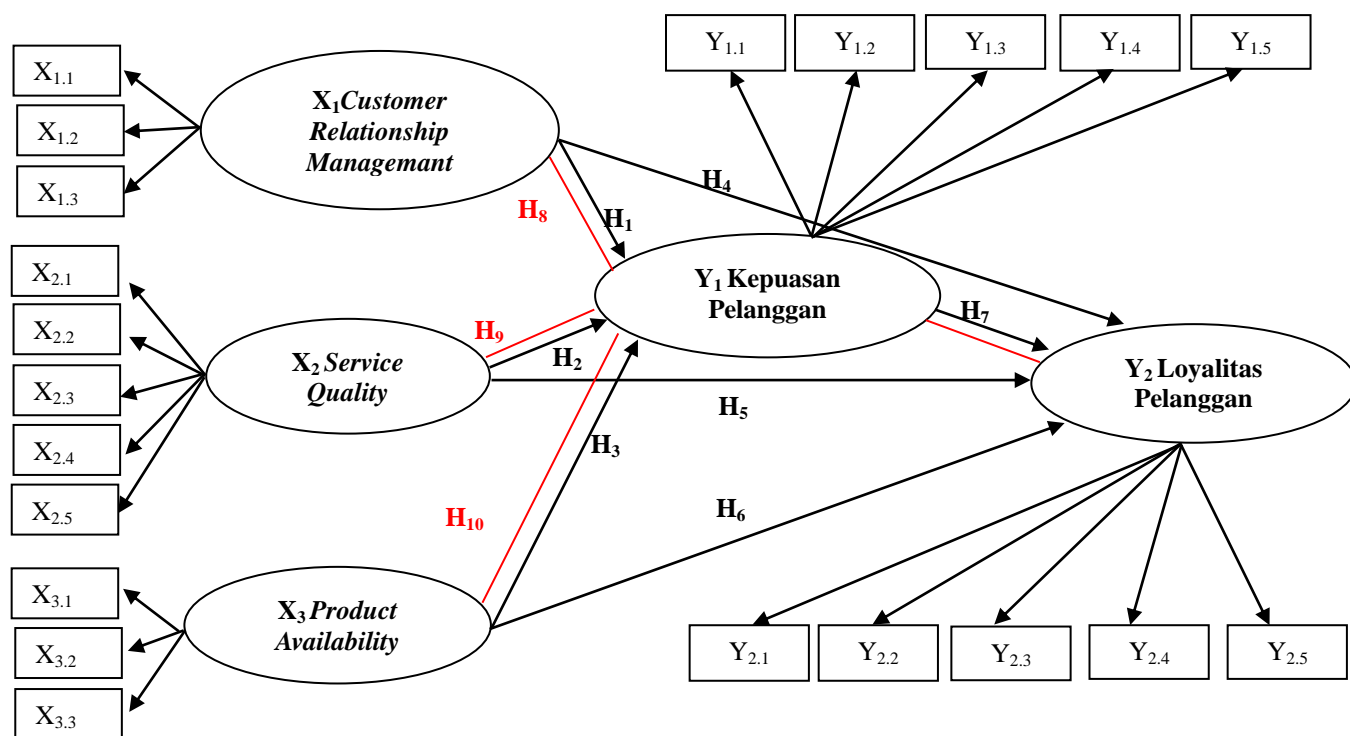 Y1.1
Y1.2
Y1.3
Y1.4
Y1.5
X1.1
X1.2
X1.3
X1 Customer
Relationship
Managemant
H4
H8
H1
X2.1
X2.2
X2.3
X2.4
X2.5
Y1 Kepuasan
Pelanggan
H9
H2
H7
X2 Service
Quality
Y2 Loyalitas
Pelanggan
H5
H3
H10
H6
X3.1
X3.2
X3.3
X3 Product
Availability
Y2.1
Y2.2
Y2.3
Y2.4
Y2.5